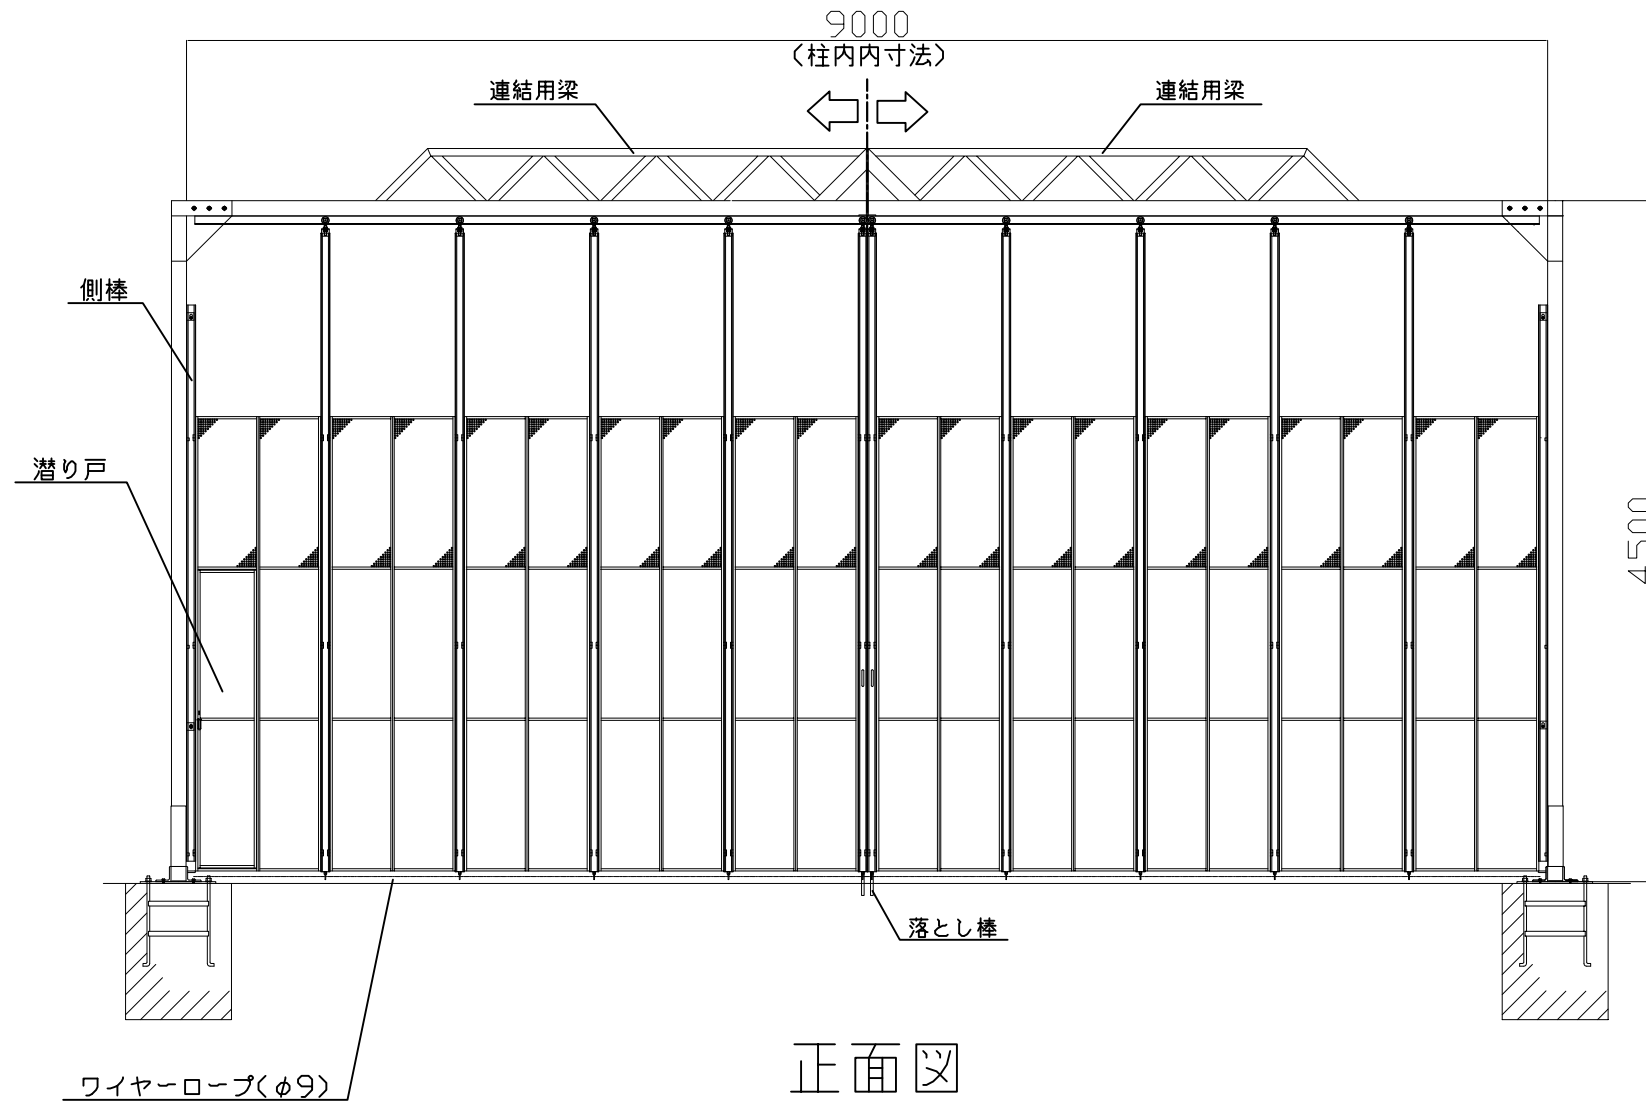 9000
(柱内内寸法)
連結用梁
連結用梁
側棒
潜り戸
4500
落とし棒
ワイヤーロープ(φ9)
正面図